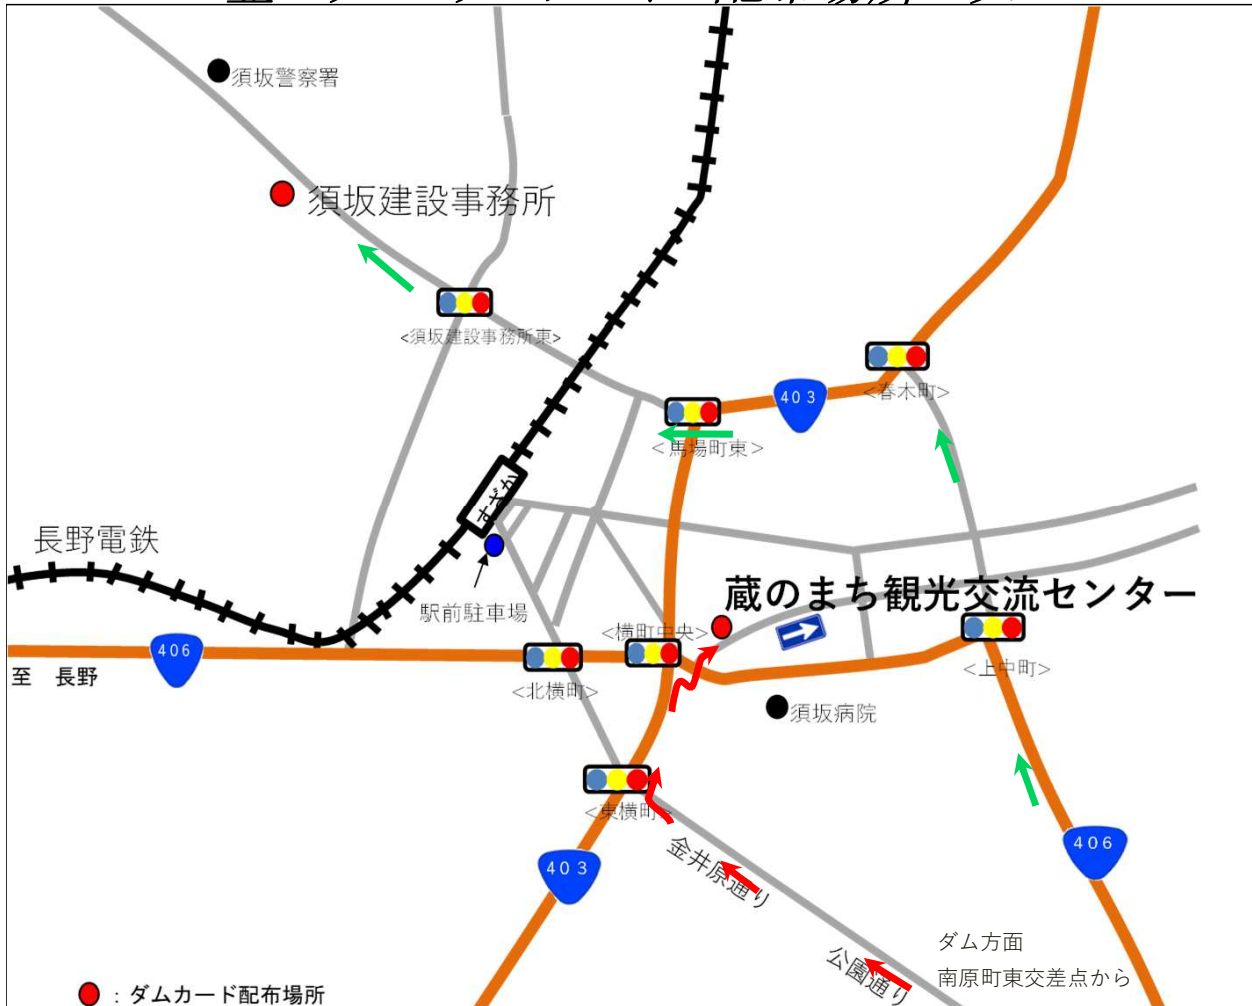 須坂警察署
須坂建設事務所
<須坂建設事務所東>
403
<春木町>
<馬場町東>
すざか
長野電鉄
駅前駐車場
蔵のまち観光交流センター
<横町中央>
406
至 長野
<北横町>
<上中町>
須坂病院
<東横町>
金井原通り
403
406
公園通り
ダム方面
南原町東交差点から
：ダムカード配布場所